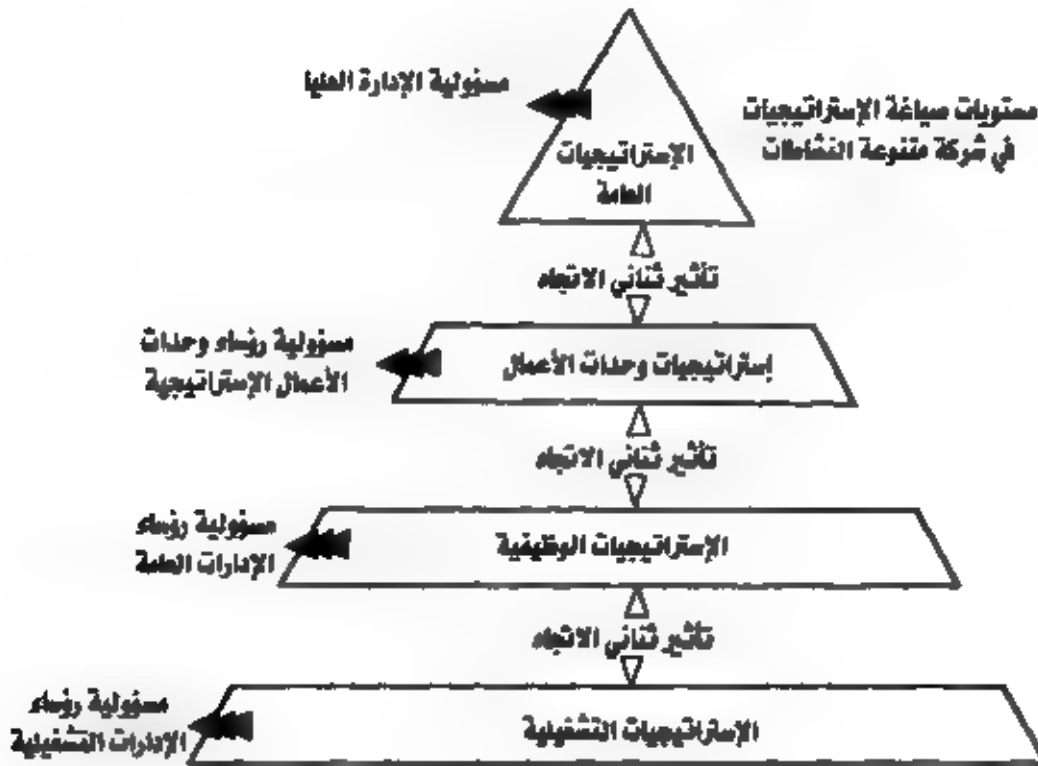 مستويات صياغة الإستراتيجيات
في شركة متنوعة النشاطات
مسؤولية الإدارة العليا
الإستراتيجيات
العامة
تأثير ثنائي الاتجاه
إستراتيجيات وحدات الأعمال
مسؤولية رؤساء وحدات
الأعمال الإستراتيجية
تأثير ثنائي الاتجاه
الإستراتيجيات الوظيفية
مسؤولية رؤساء
الإدارات العامة
تأثير ثنائي الاتجاه
الإستراتيجيات التشغيلية
مسؤولية رؤساء
الإدارات التشغيلية